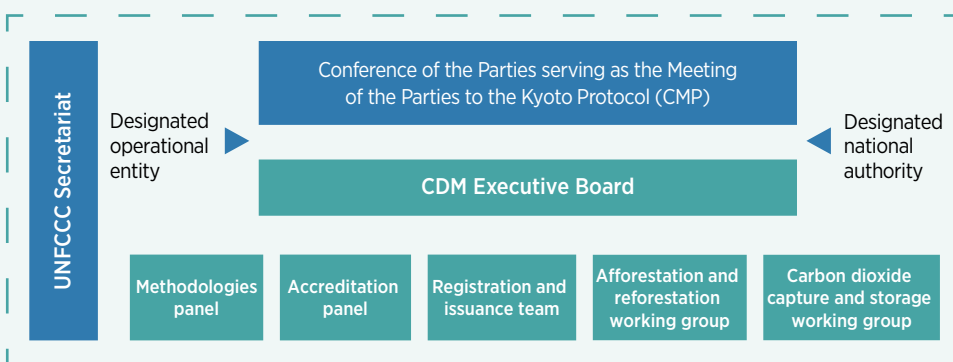 UNFCCC Secretariat
Designated
operational
entity
Conference of the Parties serving as the Meeting
of the Parties to the Kyoto Protocol (CMP)
Designated
national
authority
CDM Executive Board
Methodologies
panel
Accreditation
panel
Registration and
issuance team
Afforestation and
reforestation
working group
Carbon dioxide
capture and storage
working group